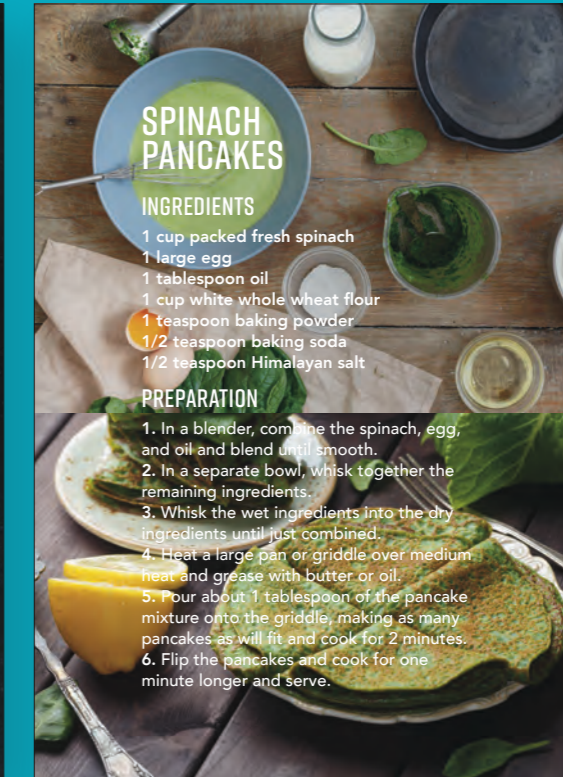 SPINACH
PANCAKES
INGREDIENTS
1 cup packed fresh spinach
1 large egg
1 tablespoon oil
1 cup white whole wheat flour
1 teaspoon baking powder
1/2 teaspoon baking soda
1/2 teaspoon Himalayan salt
PREPARATION
1. In a blender, combine the spinach, egg,
and oil and blend until smooth.
2. In a separate bowl, whisk together the
remaining ingredients.
3. Whisk the wet ingredients into the dry
ingredients until just combined.
4. Heat a large pan or griddle over medium
heat and grease with butter or oil.
5. Pour about 1 tablespoon of the pancake
mixture onto the griddle, making as many
pancakes as will fit and cook for 2 minutes.
6. Flip the pancakes and cook for one
minute longer and serve.